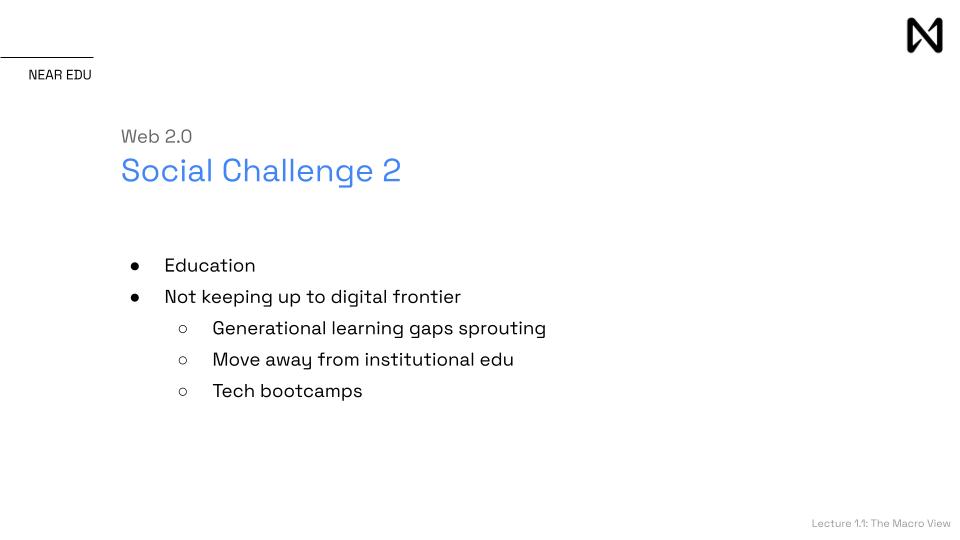 NEAR EDU
Web 2.0
Social Challenge 2
● Education
● Not keeping up to digital frontier
○ Generational learning gaps sprouting
○ Move away from institutional edu
○ Tech bootcamps
Lecture 1.1: The Macro View